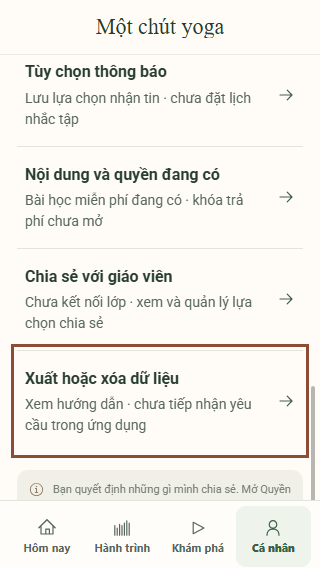 Một chút yoga
Tùy chọn thông báo
Lưu lựa chọn nhận tin · chưa đặt lịch
nhắc tập
Nội dung và quyền đang có
Bài học miễn phí đang có · khóa trả
phí chưa mở
Chia sẻ với giáo viên
Chưa kết nối lớp · xem và quản lý lựa
chọn chia sẻ
Xuất hoặc xóa dữ liệu
Xem hướng dẫn · chưa tiếp nhận yêu
cầu trong ứng dụng
Bạn quyết định những gì mình chia sẻ. Mở Quyền
Hôm nay
Hành trình
Khám phá
Cá nhân